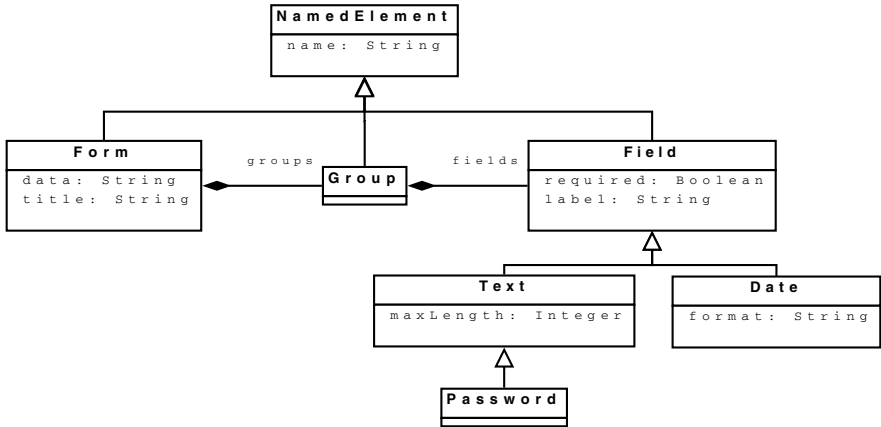 NamedElement
name: String
Form
data: String
title: String
groups
Group
fields
Field
required: Boolean
label: String
Text
maxLength: Integer
Date
format: String
Password